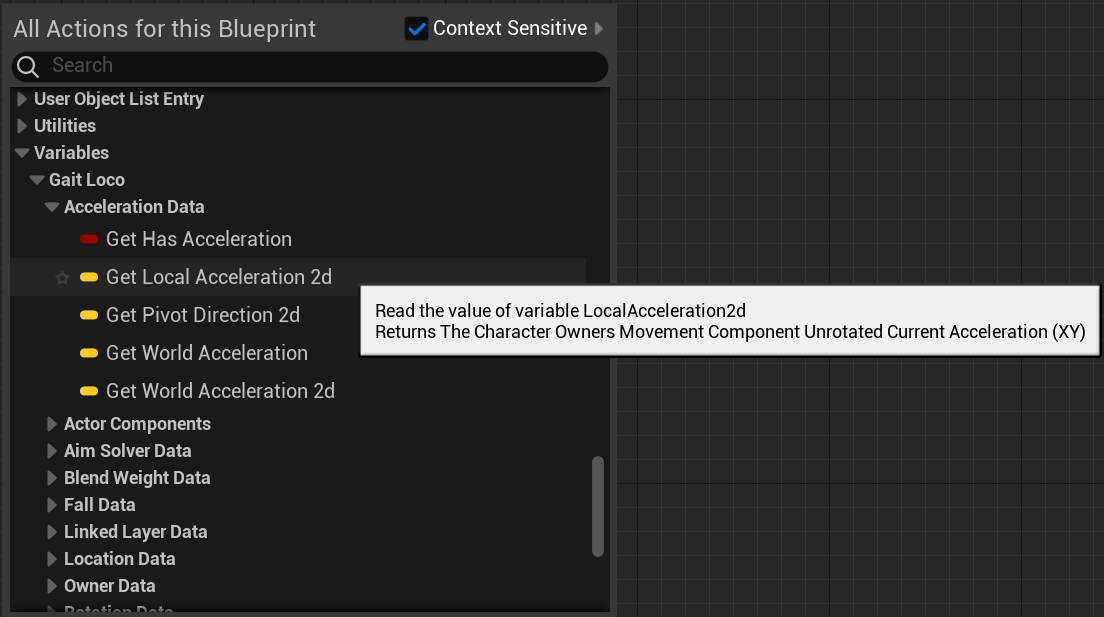 All Actions for this Blueprint
Context Sensitive
Search
User Object List Entry
Utilities
Variables
Gait Loco
Acceleration Data
Get Has Acceleration
Get Local Acceleration 2d
Get Pivot Direction 2d
Get World Acceleration
Get World Acceleration 2d
Read the value of variable LocalAcceleration2d
Returns The Character Owners Movement Component Unrotated Current Acceleration (XY)
Actor Components
Aim Solver Data
Blend Weight Data
Fall Data
Linked Layer Data
Location Data
Owner Data
Rotation Data